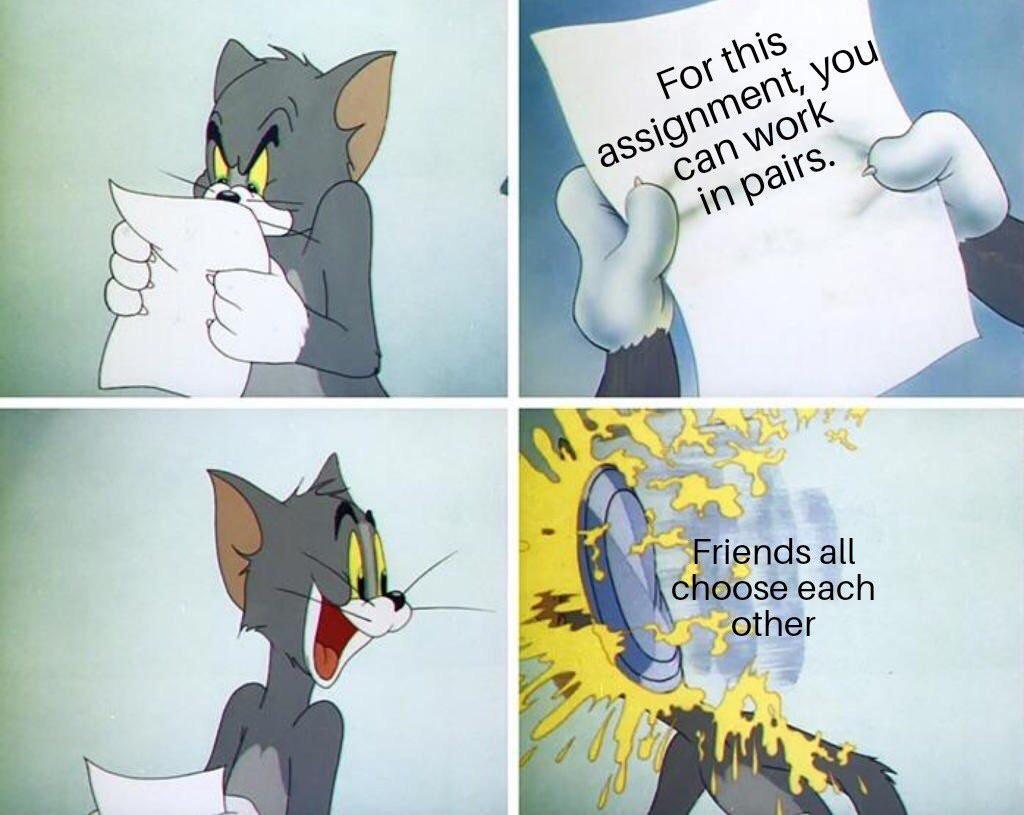 For this
assignment, you
can work
in pairs.
Friends all
choose each
other